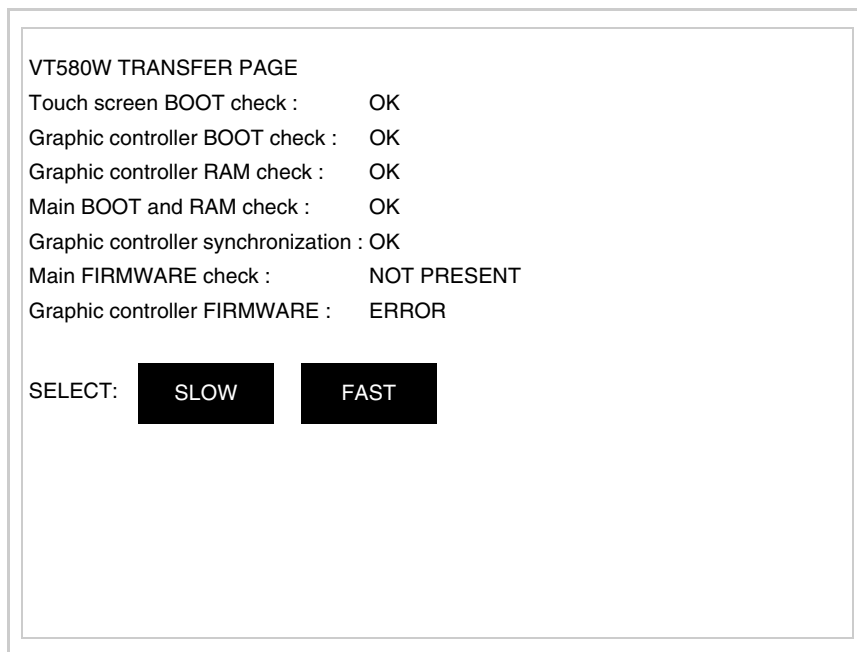 VT580W TRANSFER PAGE
Touch screen BOOT check : OK
Graphic controller BOOT check : OK
Graphic controller RAM check : OK
Main BOOT and RAM check : OK
Graphic controller synchronization : OK
Main FIRMWARE check : NOT PRESENT
Graphic controller FIRMWARE : ERROR
SELECT: SLOW FAST